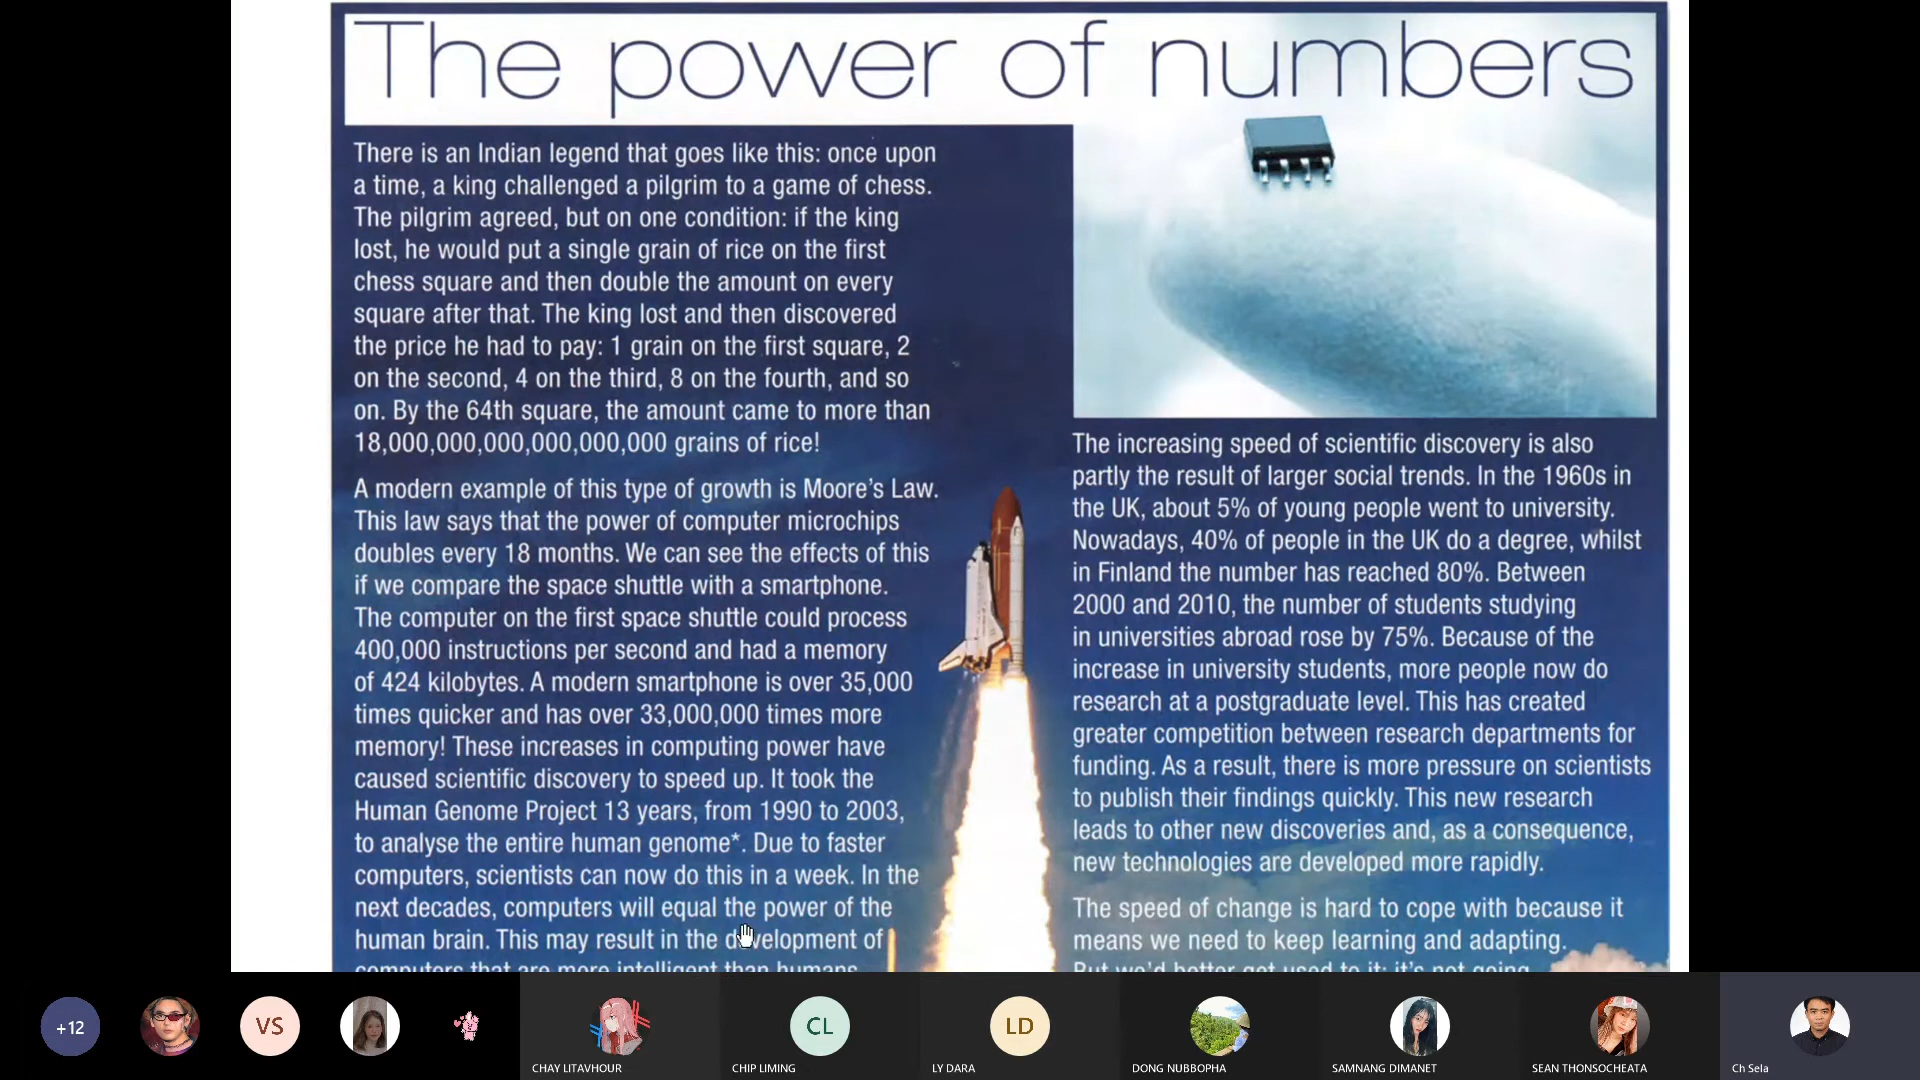 The power of numbers
There is an Indian legend that goes like this: once upon
a time, a king challenged a pilgrim to a game of chess.
The pilgrim agreed, but on one condition: if the king
lost, he would put a single grain of rice on the first
chess square and then double the amount on every
square after that. The king lost and then discovered
the price he had to pay: 1 grain on the first square, 2
on the second, 4 on the third, 8 on the fourth, and so
on. By the 64th square, the amount came to more than
18,000,000,000,000,000,000 grains of rice!
A modern example of this type of growth is Moore's Law.
This law says that the power of computer microchips
doubles every 18 months. We can see the effects of this
if we compare the space shuttle with a smartphone.
The computer on the first space shuttle could process
400,000 instructions per second and had a memory
of 424 kilobytes. A modern smartphone is over 35,000
times quicker and has over 33,000,000 times more
memory! These increases in computing power have
caused scientific discovery to speed up. It took the
Human Genome Project 13 years, from 1990 to 2003,
to analyse the entire human genome*. Due to faster
computers, scientists can now do this in a week. In the
next decades, computers will equal the power of the
human brain. This may result in the development of
computers that are more intelligent than humans.
The increasing speed of scientific discovery is also
partly the result of larger social trends. In the 1960s in
the UK, about 5% of young people went to university.
Nowadays, 40% of people in the UK do a degree, whilst
in Finland the number has reached 80%. Between
2000 and 2010, the number of students studying
in universities abroad rose by 75%. Because of the
increase in university students, more people now do
research at a postgraduate level. This has created
greater competition between research departments for
funding. As a result, there is more pressure on scientists
to publish their findings quickly. This new research
leads to other new discoveries and, as a consequence,
new technologies are developed more rapidly.
The speed of change is hard to cope with because it
means we need to keep learning and adapting.
But we'd better get used to it: it's not going
+12
VS
CL
LD
CHAY LITAVHOUR
CHIP LIMING
LY DARA
DONG NUBBOPHA
SAMNANG DIMANET
SEAN THONSOCHEATA
Ch Sela